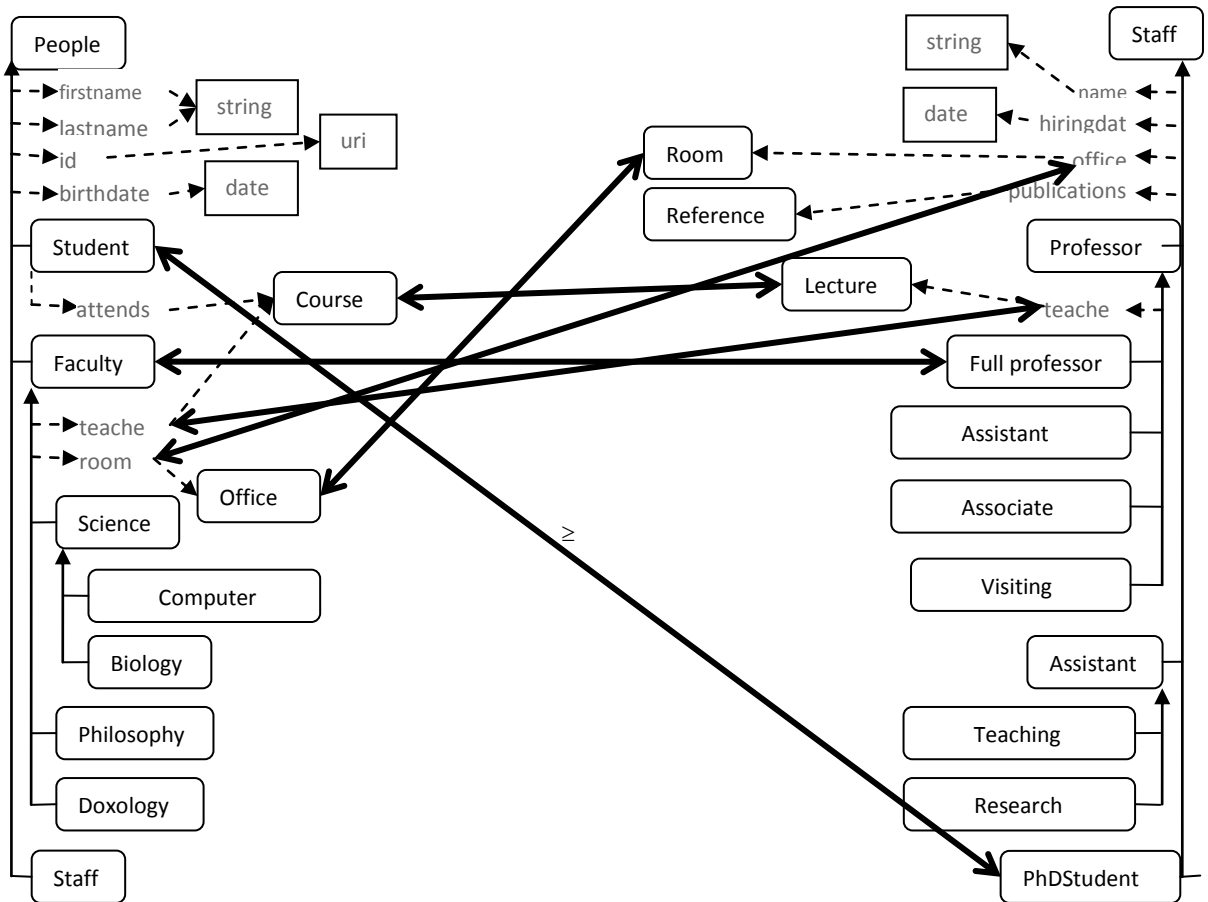 People
firstname
lastname
id
birthdate
string
uri
date
Student
attends
Course
Faculty
teache
room
Office
Science
Computer
Biology
Philosophy
Doxology
Staff
≥
Staff
string
name
date
hiringdat
Room
office
publications
Reference
Professor
Lecture
teache
Full professor
Assistant
Associate
Visiting
Assistant
Teaching
Research
PhDStudent